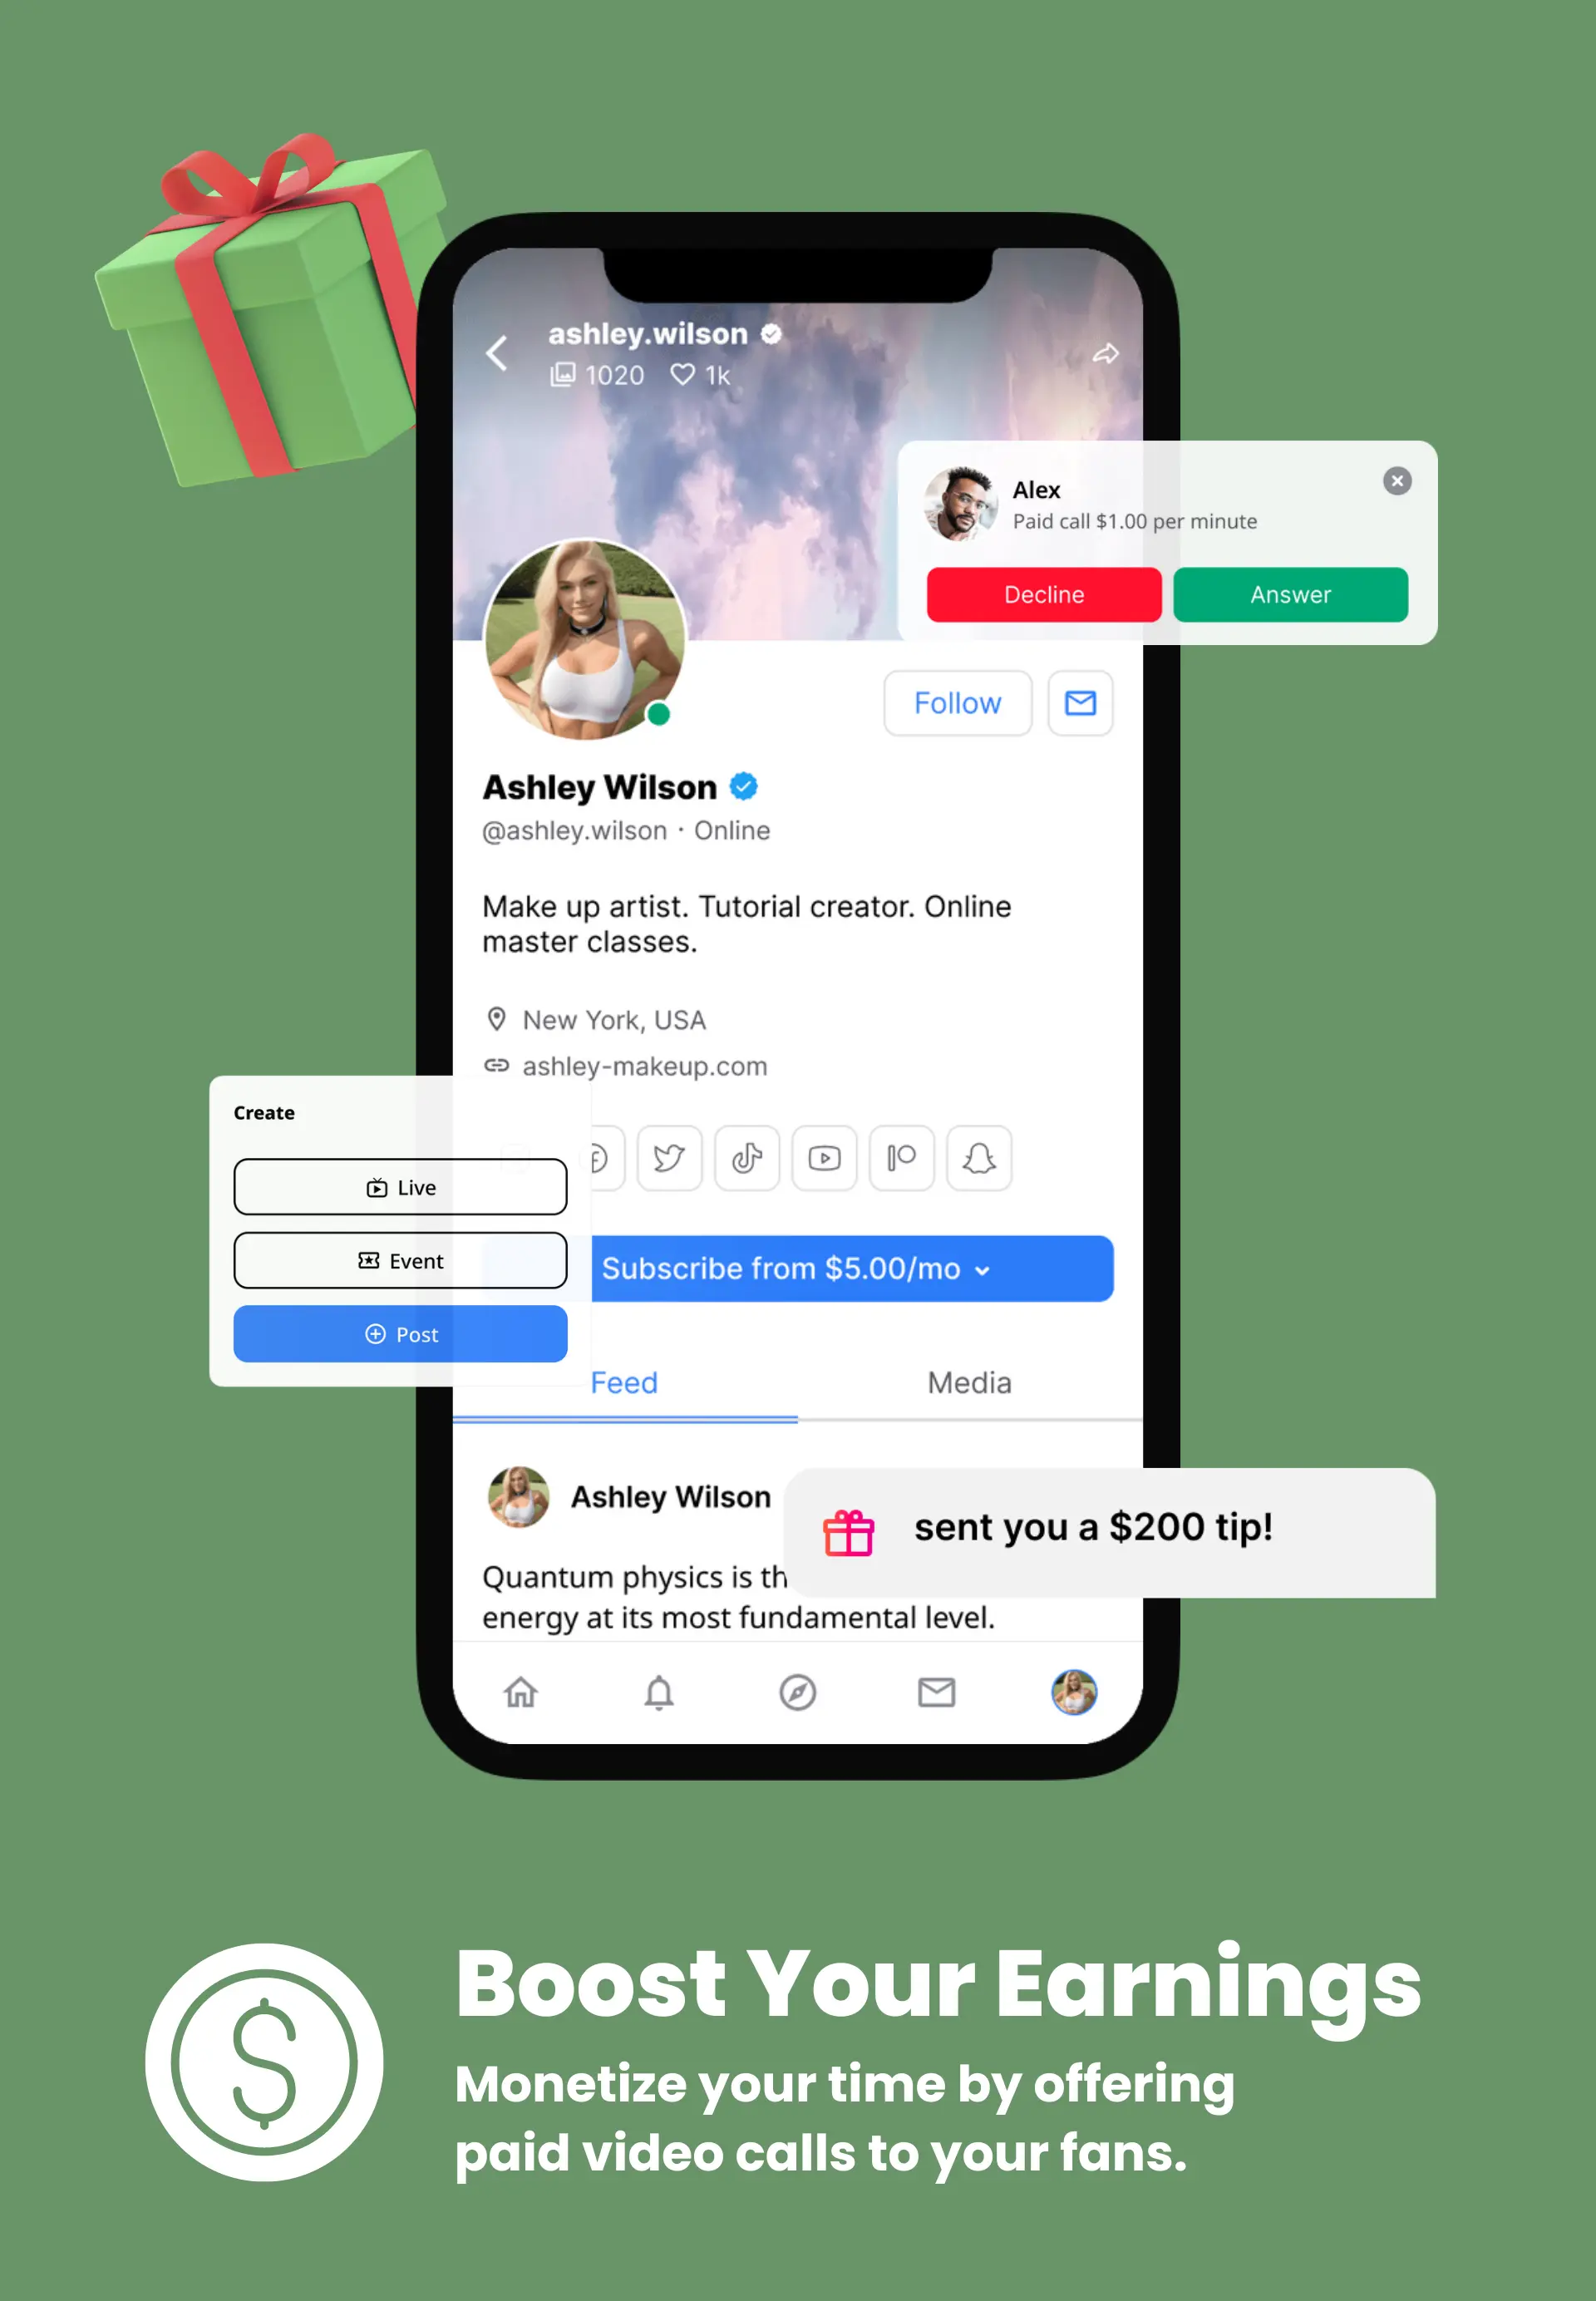 ashley.wilson
1020 1k
Alex
Paid call $1.00 per minute
Decline Answer
Follow
Ashley Wilson
@ashley.wilson · Online
Make up artist. Tutorial creator. Online
master classes.
New York, USA
ashley-makeup.com
Create
Live
Event
Post
Subscribe from $5.00/mo
Feed Media
Ashley Wilson
sent you a $200 tip!
Quantum physics is
energy at its most fundamental level.
Boost Your Earnings
Monetize your time by offering
paid video calls to your fans.